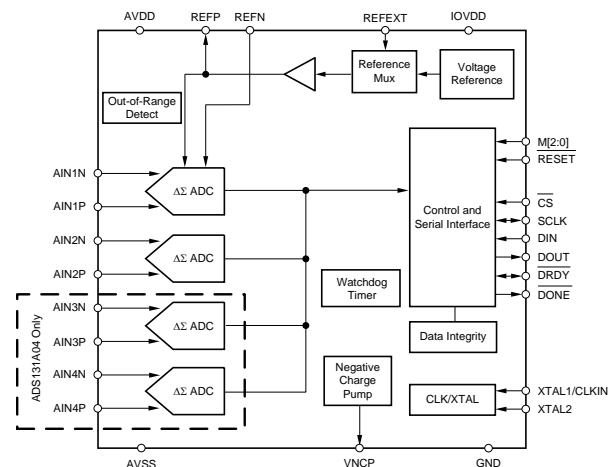 AVDD
REFP
REFN
REFEXT
IOVDD
Reference
Mux
Voltage
Reference
Out-of-Range
Detect
M[2:0]
RESET
AIN1N
AIN1P
ΔΣ ADC
CS
SCLK
DIN
DOUT
DRDY
DONE
Control and
Serial Interface
AIN2N
AIN2P
ΔΣ ADC
Watchdog
Timer
ADS131A04 Only
AIN3N
AIN3P
ΔΣ ADC
Data Integrity
AIN4N
AIN4P
ΔΣ ADC
Negative
Charge
Pump
CLK/XTAL
XTAL1/CLKIN
XTAL2
AVSS
VNCP
GND